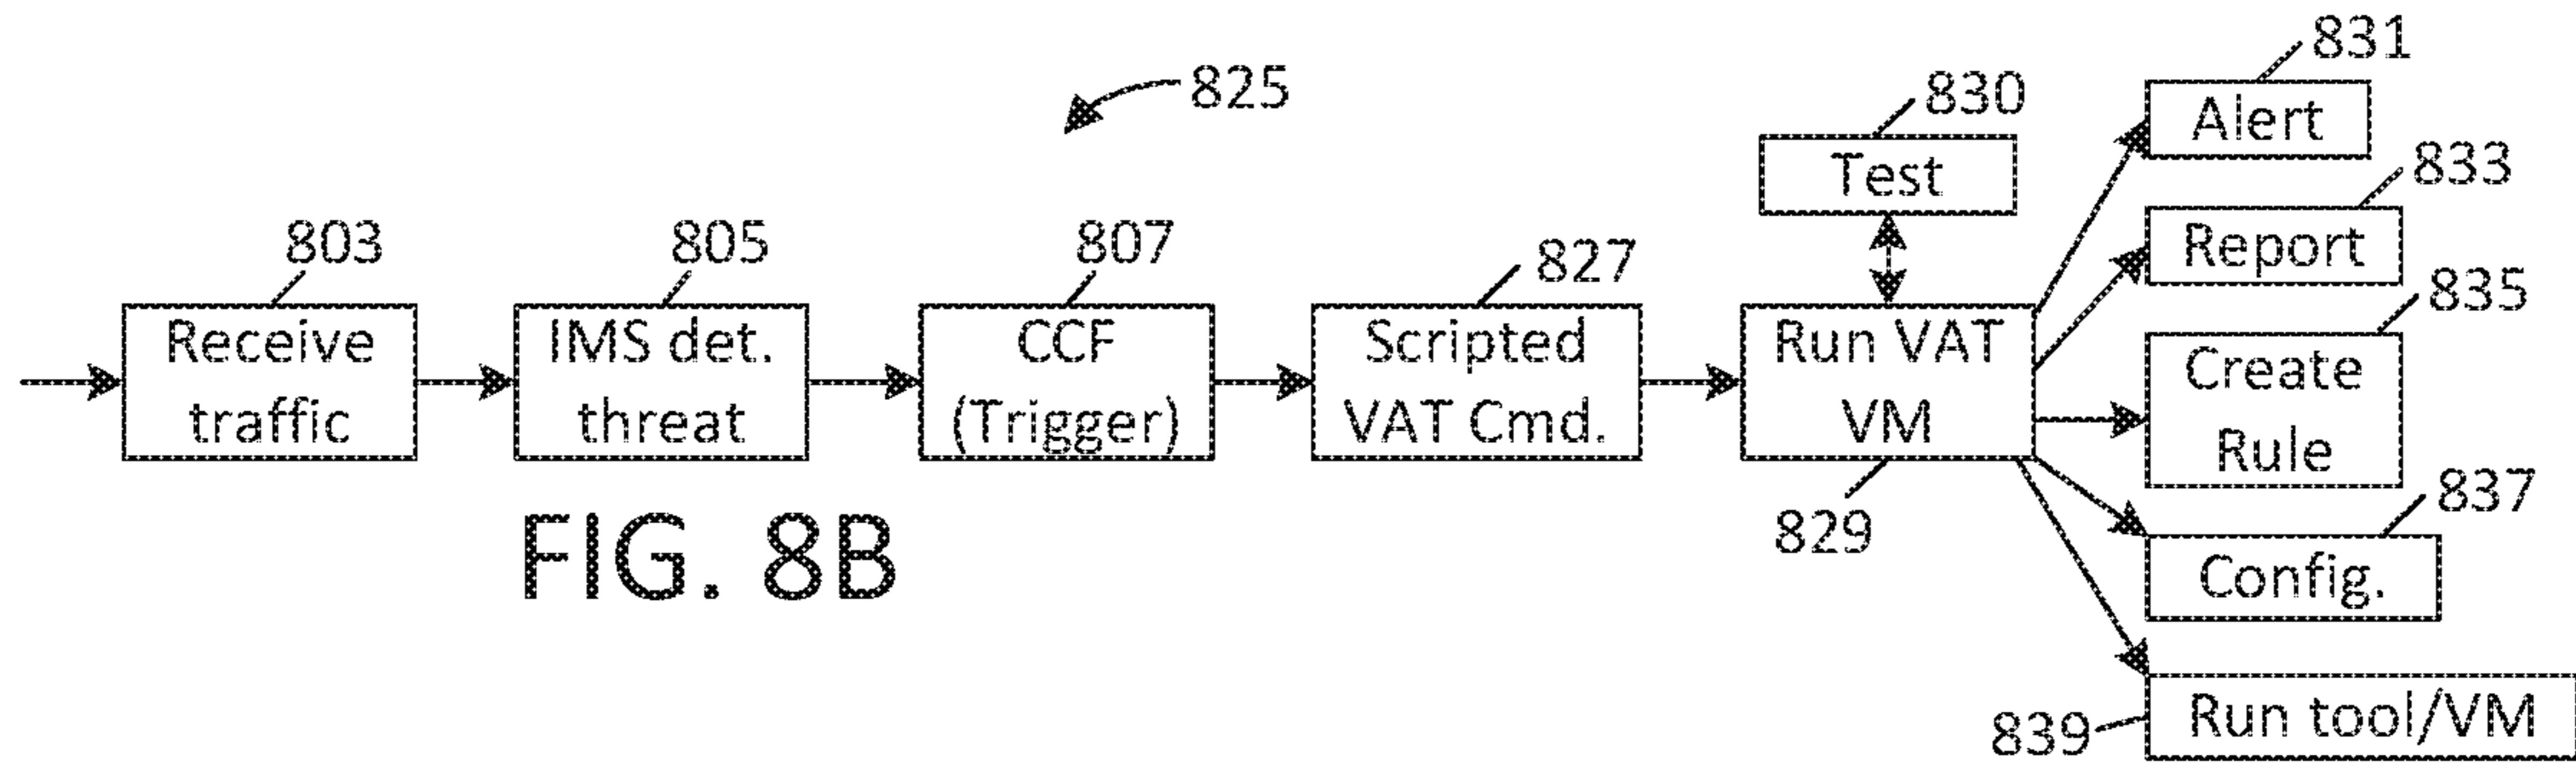 825
803
Receive
traffic
805
IMS det.
threat
807
CCF
(Trigger)
827
Scripted
VAT Cmd.
830
Test
Run VAT
VM
829
831
Alert
833
Report
835
Create
Rule
837
Config.
839
Run tool/VM
FIG. 8B